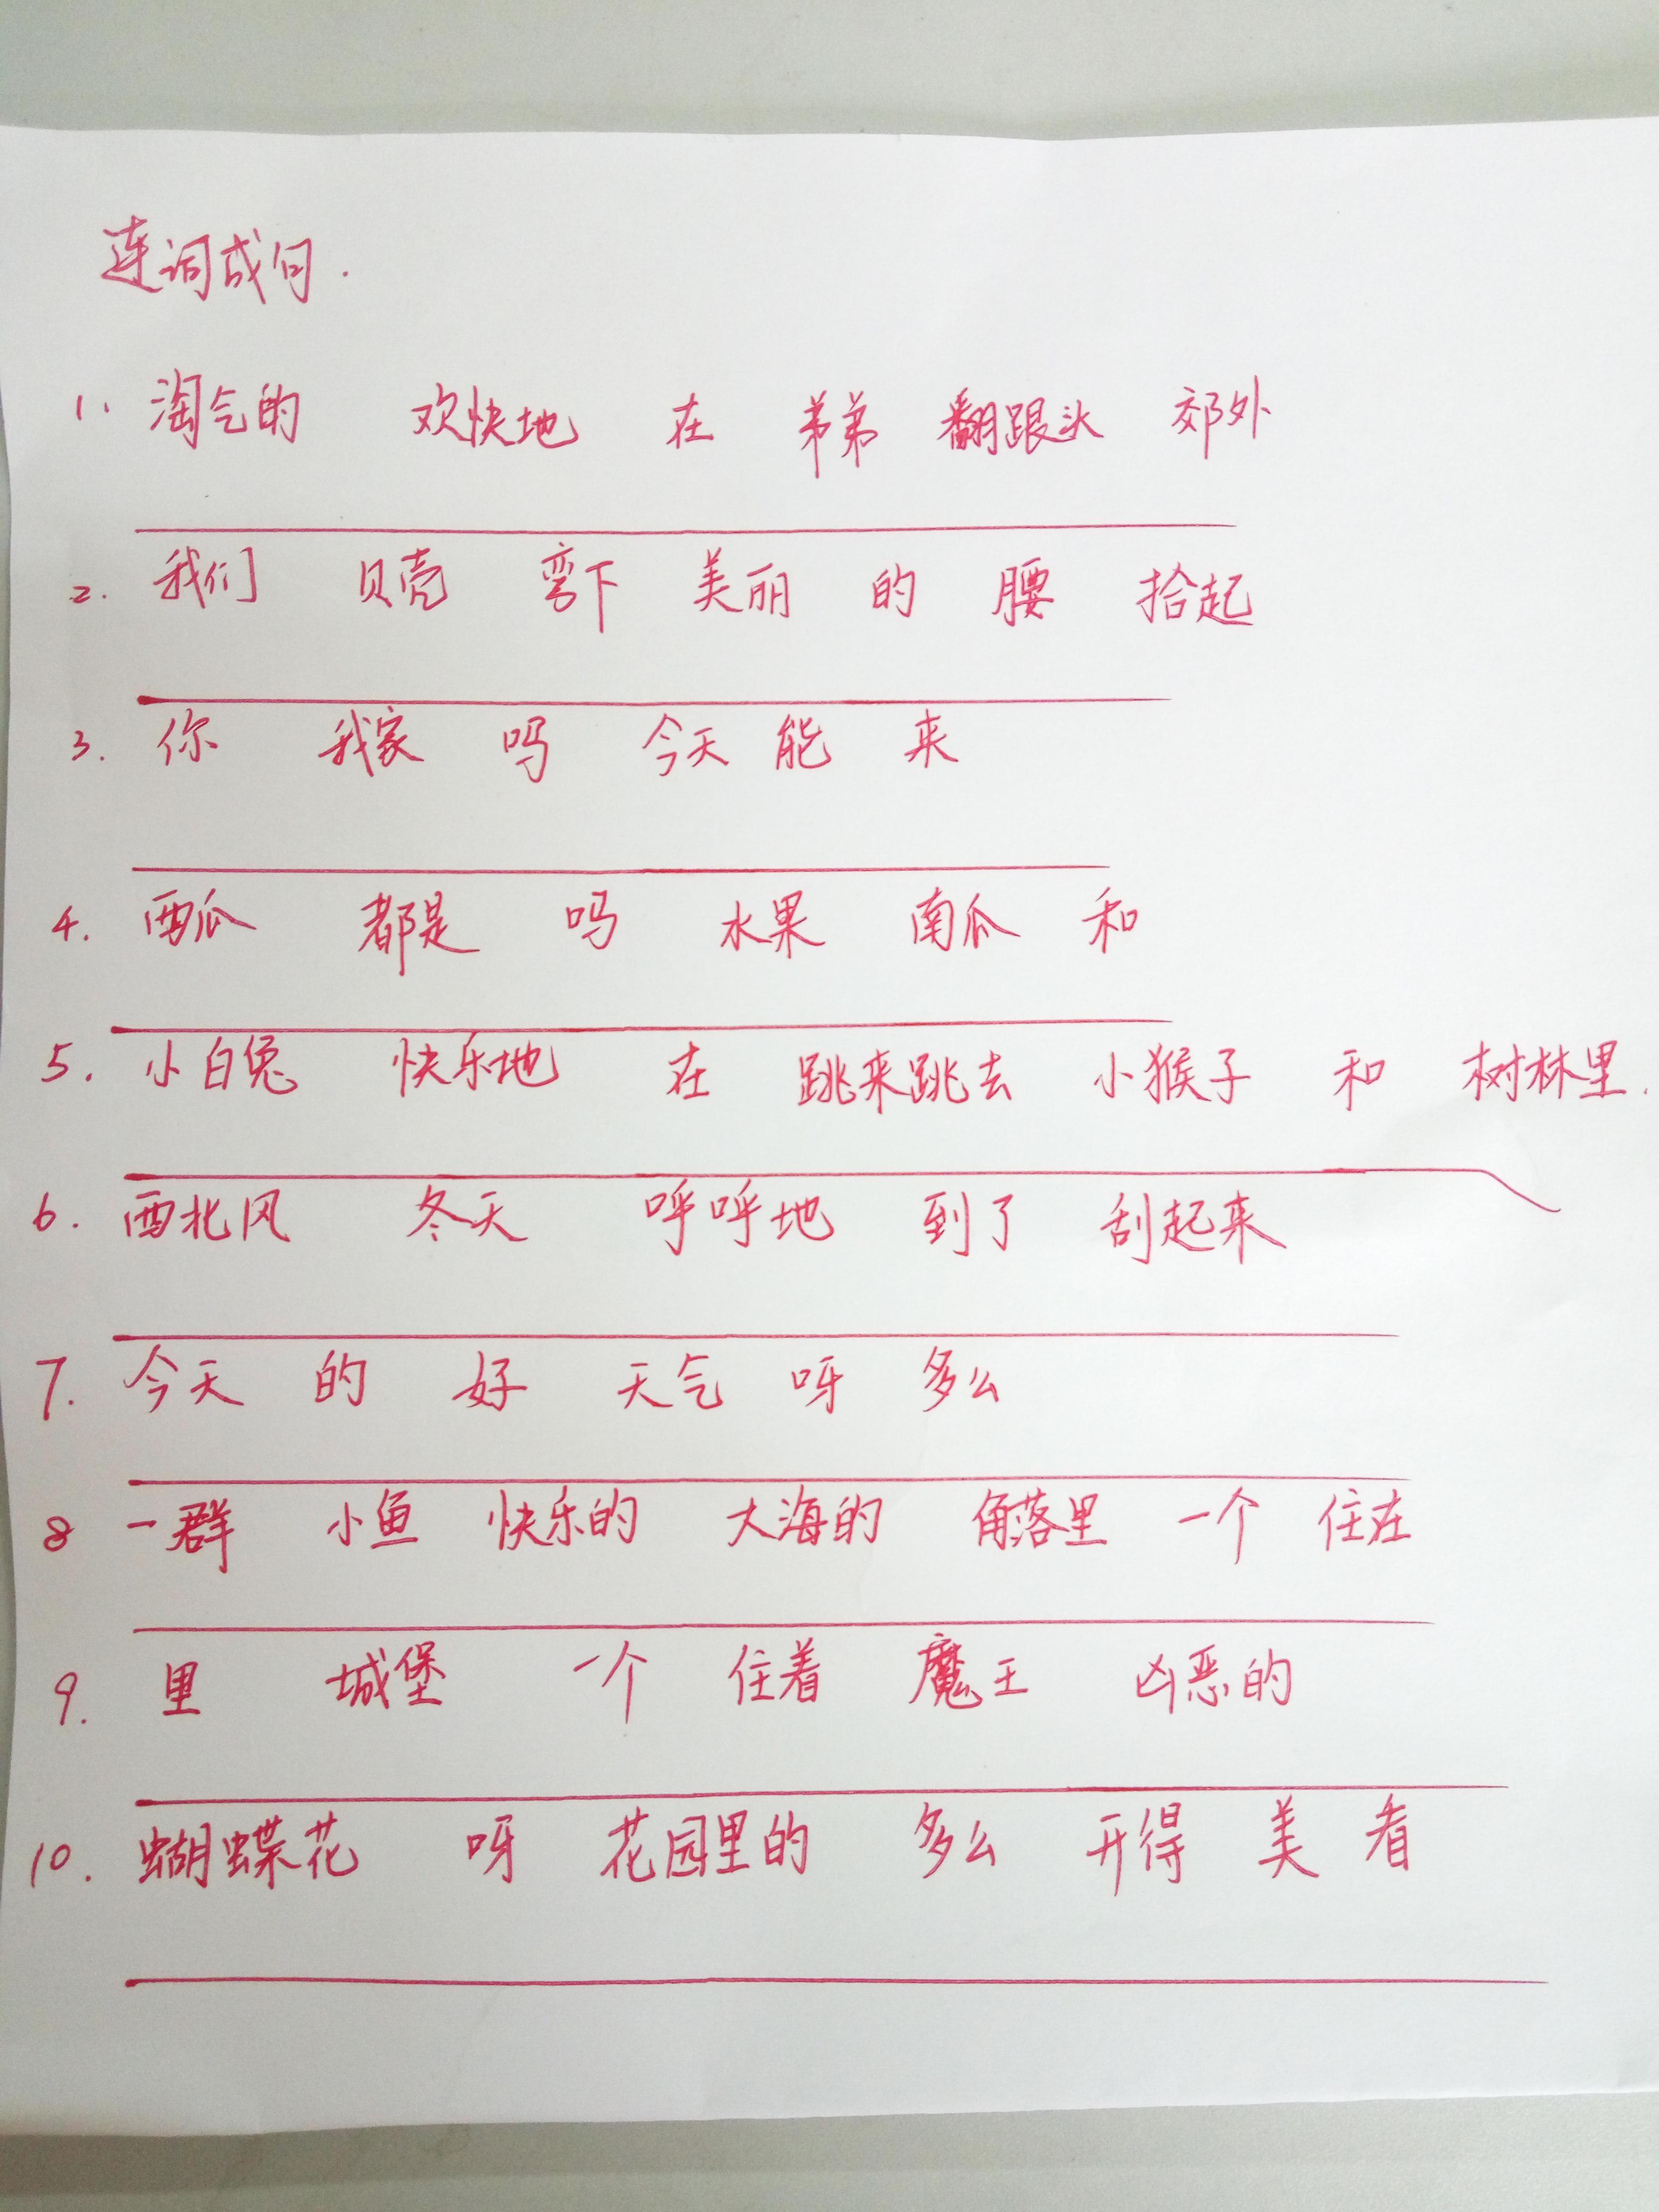 连词成句.
1. 淘气的 欢快地 在 弟弟 翻跟头 郊外
2. 我们 贝壳 弯下 美丽 的 腰 拾起
3. 你 我家 吗 今天 能 来
4. 西瓜 都是 吗 水果 南瓜 和
5. 小白兔 快乐地 在 跳来跳去 小猴子 和 树林里.
6. 西北风 冬天 呼呼地 到了 刮起来
7. 今天 的 好 天气 呀 多么
8 一群 小鱼 快乐的 大海的 角落里 一个 住在
9. 里 城堡 一个 住着 魔王 凶恶的
10. 蝴蝶花 呀 花园里的 多么 开得 美 看